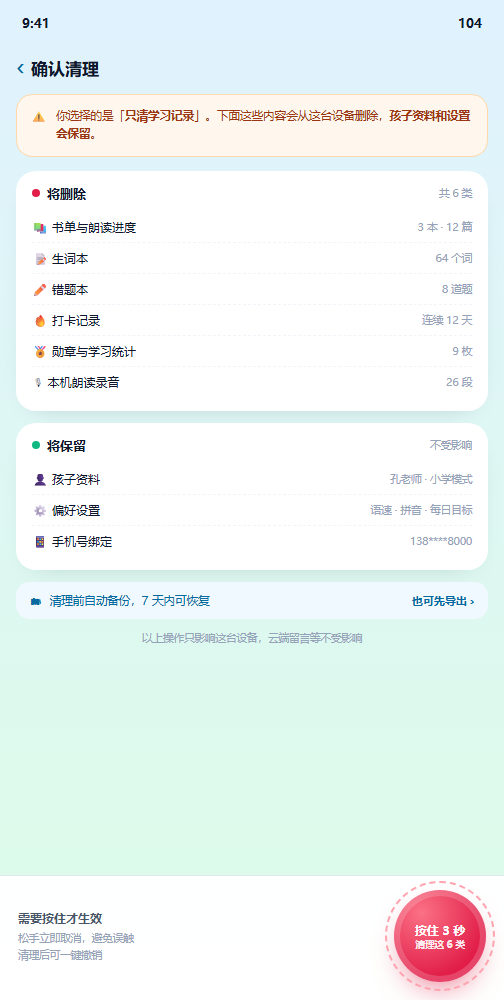 9:41
104
‹ 确认清理
你选择的是「只清学习记录」。下面这些内容会从这台设备删除，孩子资料和设置
会保留。
将删除
共 6 类
书单与朗读进度
3 本 · 12 篇
生词本
64 个词
错题本
8 道题
打卡记录
连续 12 天
勋章与学习统计
9 枚
本机朗读录音
26 段
将保留
不受影响
孩子资料
孔老师 · 小学模式
偏好设置
语速 · 拼音 · 每日目标
手机号绑定
138****8000
清理前自动备份，7 天内可恢复
也可先导出 ›
以上操作只影响这台设备，云端留言等不受影响
需要按住才生效
松手立即取消，避免误触
清理后可一键撤销
按住 3 秒
清理这 6 类